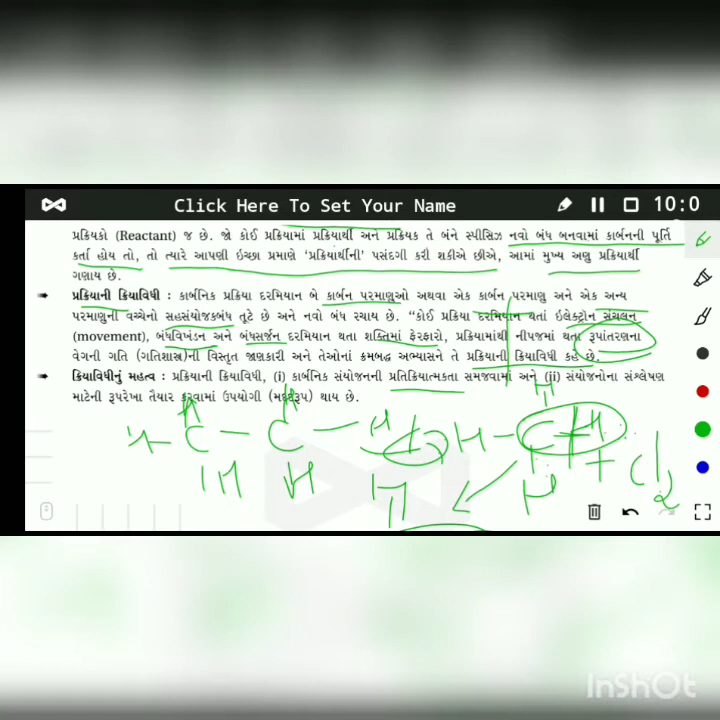 Click Here To Set Your Name
10:0
પ્રક્રિયકો (Reactant) જ છે. જો કોઈ પ્રક્રિયામાં પ્રક્રિયાર્થી અને પ્રક્રિયક તે બંને સ્પીસિઝ નવો બંધ બનવામાં કાર્બનની પૂર્તિ
કર્તા હોય તો, તો ત્યારે આપણી ઇચ્છા પ્રમાણે ‘પ્રક્રિયાર્થીની’ પસંદગી કરી શકીએ છીએ, આમાં મુખ્ય અણુ પ્રક્રિયાર્થી
ગણાય છે.
➡ પ્રક્રિયાની ક્રિયાવિધી : કાર્બનિક પ્રક્રિયા દરમિયાન બે કાર્બન પરમાણુઓ અથવા એક કાર્બન પરમાણુ અને એક અન્ય
પરમાણુની વચ્ચેનો સહસંયોજકબંધ તૂટે છે અને નવો બંધ રચાય છે. “કોઈ પ્રક્રિયા દરમિયાન થતાં ઇલેક્ટ્રોન સંચલન
(movement), બંધવિખંડન અને બંધસર્જન દરમિયાન થતા શક્તિમાં ફેરફારો, પ્રક્રિયામાંથી નીપજમાં થતા રૂપાંતરણના
વેગની ગતિ (ગતિશાસ્ત્ર)ની વિસ્તૃત જાણકારી અને તેઓનાં ક્રમબદ્ધ અભ્યાસને તે પ્રક્રિયાની ક્રિયાવિધી કહે છે.
➡ ક્રિયાવિધીનું મહત્વ : પ્રક્રિયાની ક્રિયાવિધી, (i) કાર્બનિક સંયોજનની પ્રતિક્રિયાત્મકતા સમજવામાં અને (ii) સંયોજનોના સંશ્લેષણ
માટેની રૂપરેખા તૈયાર કરવામાં ઉપયોગી (મદદરૂપ) થાય છે.
H
C - C - H H - C H + Cl2
H H H H
InShOt